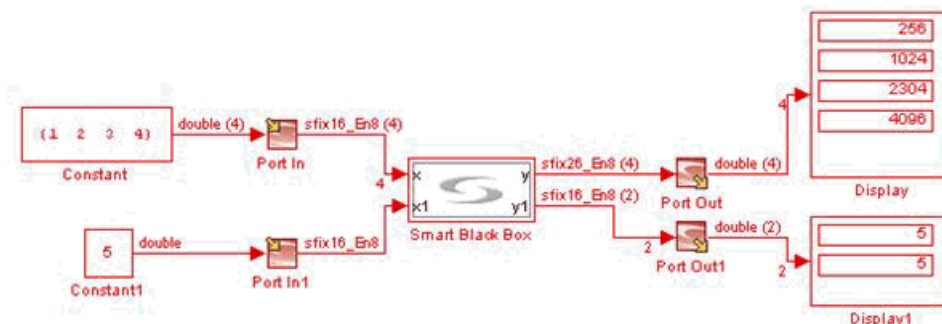 (1 2 3 4)
Constant
double (4)
Port In
sfix16_En8 (4)
4
x
x1
y
y1
Smart Black Box
sfix26_En8 (4)
sfix16_En8 (2)
2
Port Out
double (4)
4
256
1024
2304
4096
Display
5
Constant1
double
Port In1
sfix16_En8
Port Out1
double (2)
2
5
5
Display1